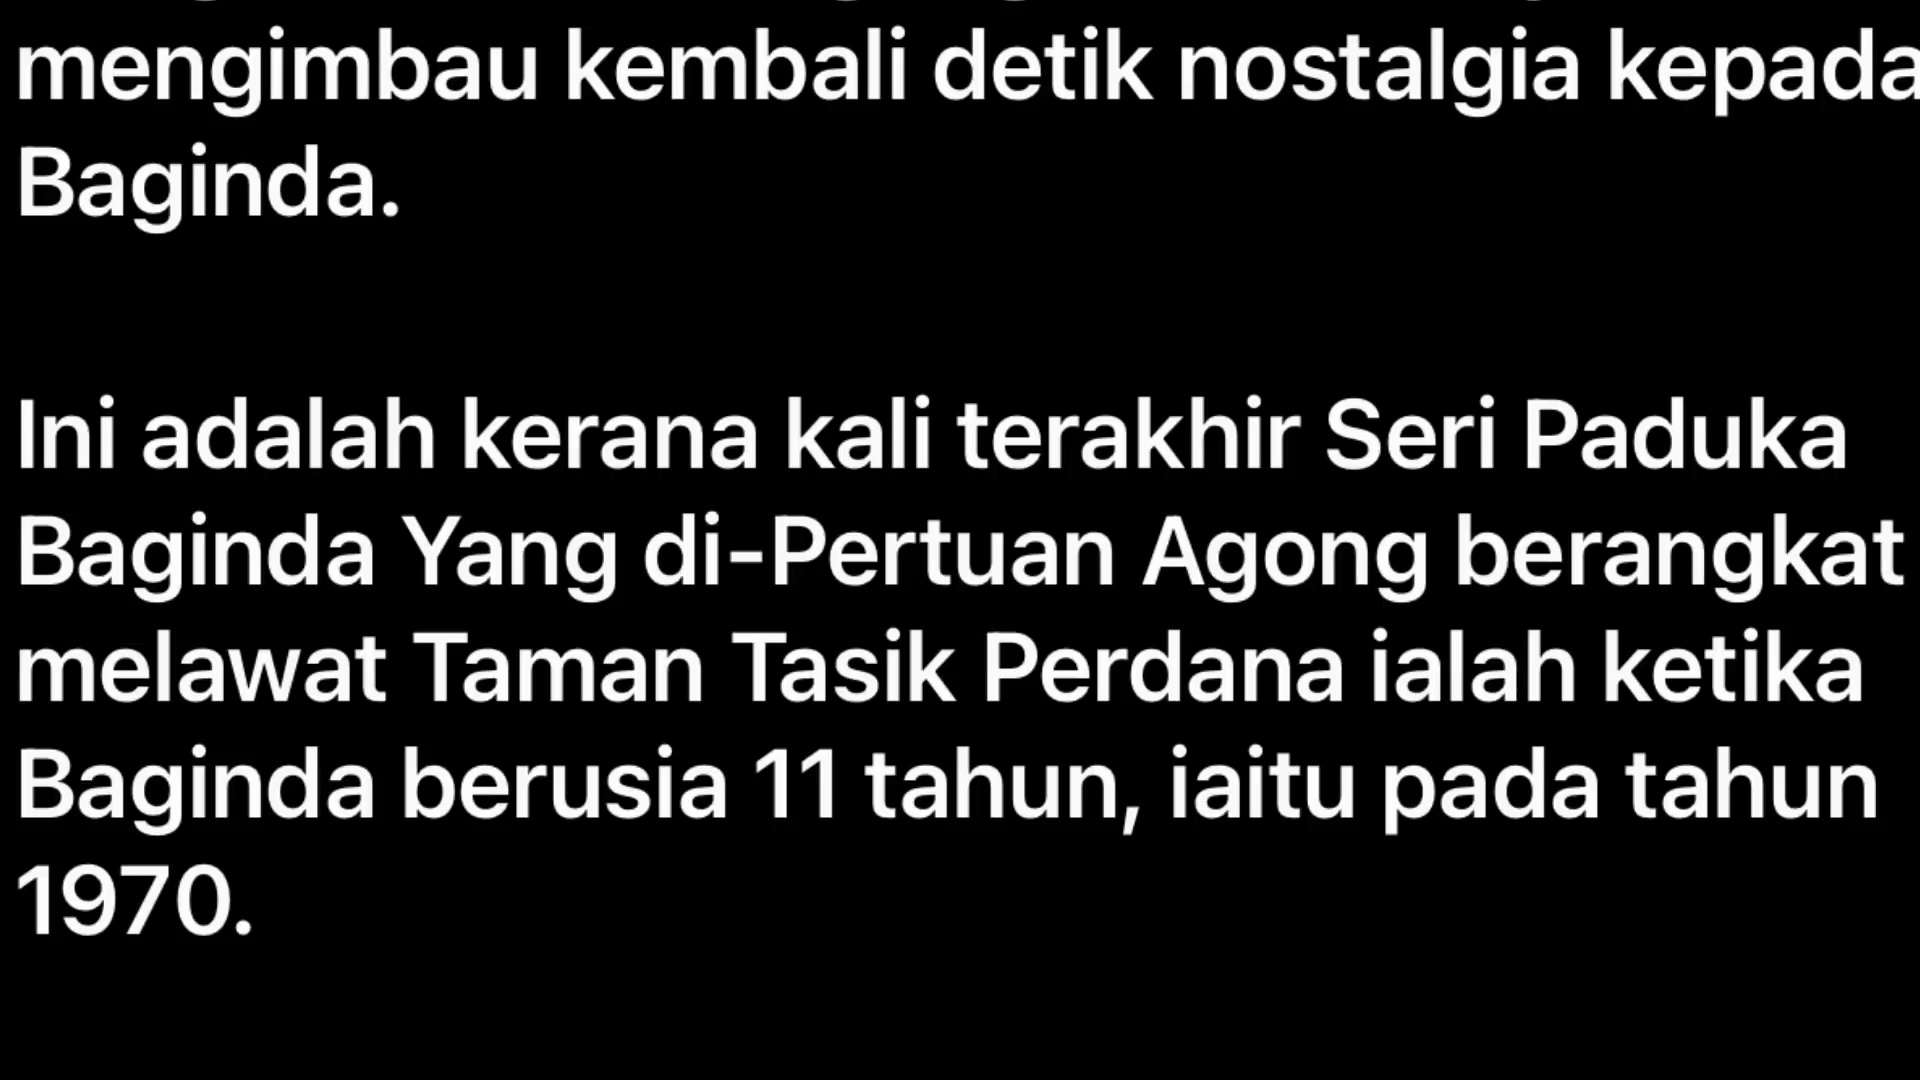 mengimbau kembali detik nostalgia kepada
Baginda.
Ini adalah kerana kali terakhir Seri Paduka
Baginda Yang di-Pertuan Agong berangkat
melawat Taman Tasik Perdana ialah ketika
Baginda berusia 11 tahun, iaitu pada tahun
1970.